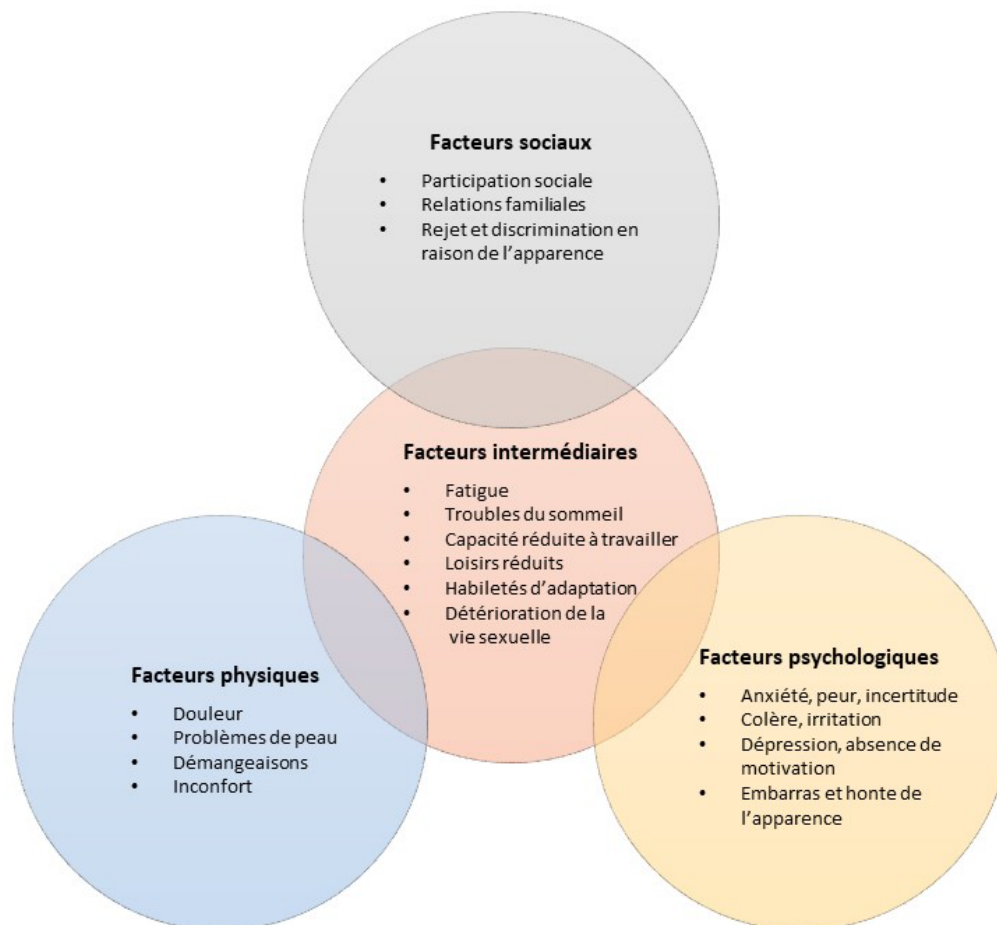 Facteurs sociaux
• Participation sociale
• Relations familiales
• Rejet et discrimination en
raison de l'apparence
Facteurs intermédiaires
• Fatigue
• Troubles du sommeil
• Capacité réduite à travailler
• Loisirs réduits
• Habiletés d'adaptation
• Détérioration de la
vie sexuelle
Facteurs physiques
• Douleur
• Problèmes de peau
• Démangeaisons
• Inconfort
Facteurs psychologiques
• Anxiété, peur, incertitude
• Colère, irritation
• Dépression, absence de
motivation
• Embarras et honte de
l'apparence